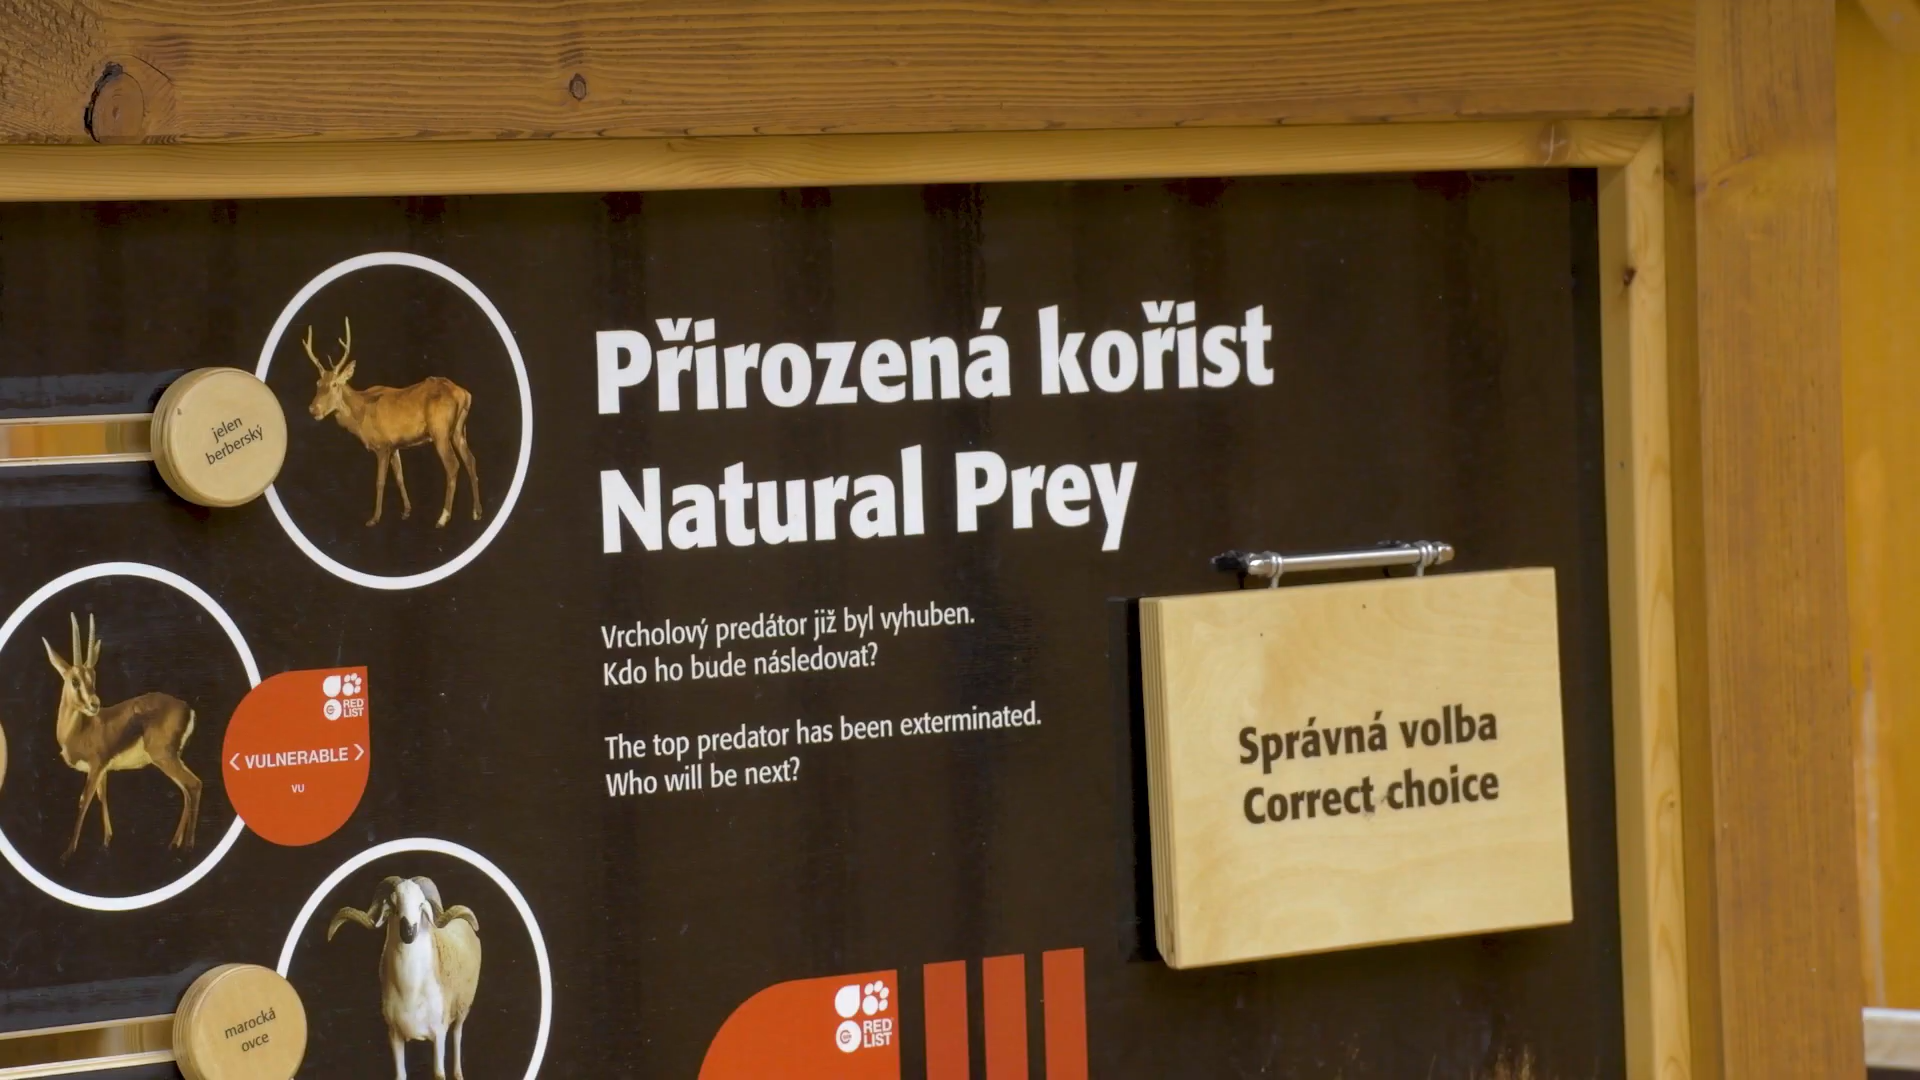 Přirozená kořist
Natural Prey
jelen
berberský
Vrcholový predátor již byl vyhuben.
Kdo ho bude následovat?
The top predator has been exterminated.
Who will be next?
RED
LIST
< VULNERABLE >
VU
Správná volba
Correct choice
marocká
ovce
RED
LIST